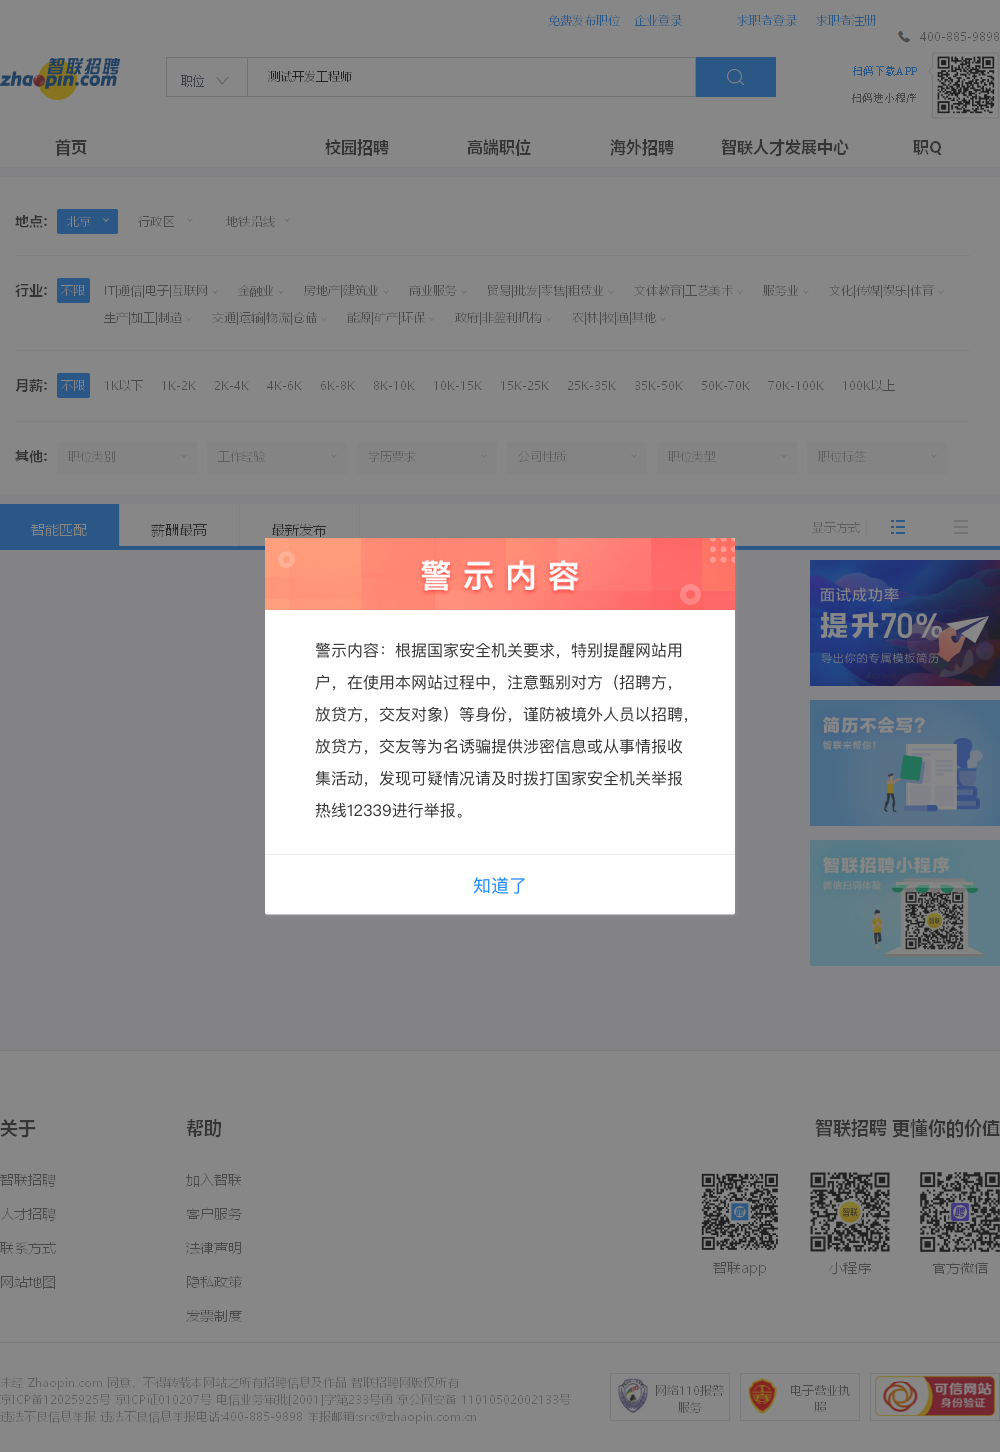 免费发布职位 企业登录 求职者登录 求职者注册
400-885-9898
智联招聘
zhaopin.com
职位 测试开发工程师
扫码下载APP
扫码进小程序
首页 校园招聘 高端职位 海外招聘 智联人才发展中心 职Q
地点: 北京 行政区 地铁沿线
行业: 不限 IT|通信|电子|互联网 金融业 房地产|建筑业 商业服务 贸易|批发|零售|租赁业 文体教育|工艺美术 服务业 文化|传媒|娱乐|体育
生产|加工|制造 交通|运输|物流|仓储 能源|矿产|环保 政府|非盈利机构 农|林|牧|渔|其他
月薪: 不限 1K以下 1K-2K 2K-4K 4K-6K 6K-8K 8K-10K 10K-15K 15K-25K 25K-35K 35K-50K 50K-70K 70K-100K 100K以上
其他: 职位类别 工作经验 学历要求 公司性质 职位类型 职位标签
智能匹配 薪酬最高 最新发布 显示方式
警示内容
警示内容：根据国家安全机关要求，特别提醒网站用
户，在使用本网站过程中，注意甄别对方（招聘方，
放贷方，交友对象）等身份，谨防被境外人员以招聘，
放贷方，交友等为名诱骗提供涉密信息或从事情报收
集活动，发现可疑情况请及时拨打国家安全机关举报
热线12339进行举报。
知道了
面试成功率
提升70%
导出你的专属模板简历
简历不会写？
智联来帮你！
智联招聘小程序
微信扫码体验
智联
关于 帮助 智联招聘 更懂你的价值
智联招聘 加入智联
人才招聘 客户服务
联系方式 法律声明
网站地图 隐私政策
发票制度
智联
智联app 小程序 官方微信
未经 Zhaopin.com 同意，不得转载本网站之所有招聘信息及作品 智联招聘网版权所有
京ICP备12025925号 京ICP证010207号 电信业务审批[2001]字第233号函 京公网安备 11010502002133号
违法不良信息举报 违法不良信息举报电话:400-885-9898 举报邮箱:src@zhaopin.com.cn
网络110报警
服务
电子营业执
照
可信网站
身份验证